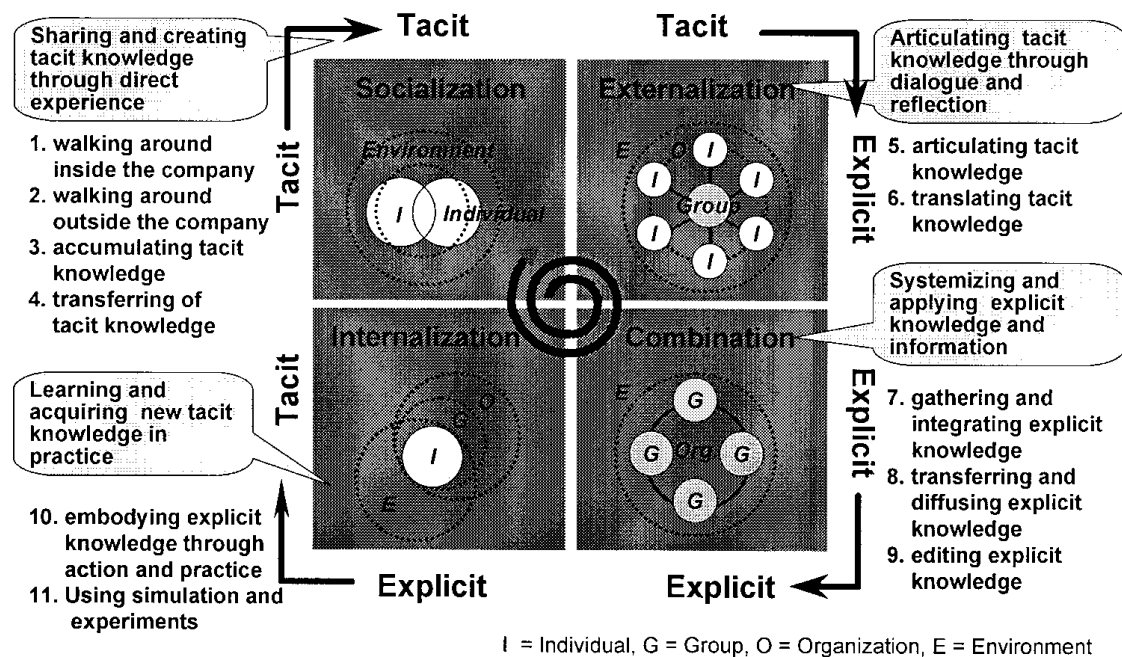 Tacit
Tacit
Sharing and creating
tacit knowledge
through direct
experience
Articulating tacit
knowledge through
dialogue and
reflection
Socialization
Externalization
Tacit
Explicit
1. walking around
inside the company
2. walking around
outside the company
3. accumulating tacit
knowledge
4. transferring of
tacit knowledge
Environment
I
Individual
E
O
I
I
I
Group
I
I
I
5. articulating tacit
knowledge
6. translating tacit
knowledge
Systemizing and
applying explicit
knowledge and
information
Internalization
Combination
Tacit
Explicit
Learning and
acquiring new tacit
knowledge in
practice
O
G
I
E
E
G
G
Org.
G
G
7. gathering and
integrating explicit
knowledge
8. transferring and
diffusing explicit
knowledge
9. editing explicit
knowledge
10. embodying explicit
knowledge through
action and practice
11. Using simulation and
experiments
Explicit
Explicit
I = Individual, G = Group, O = Organization, E = Environment